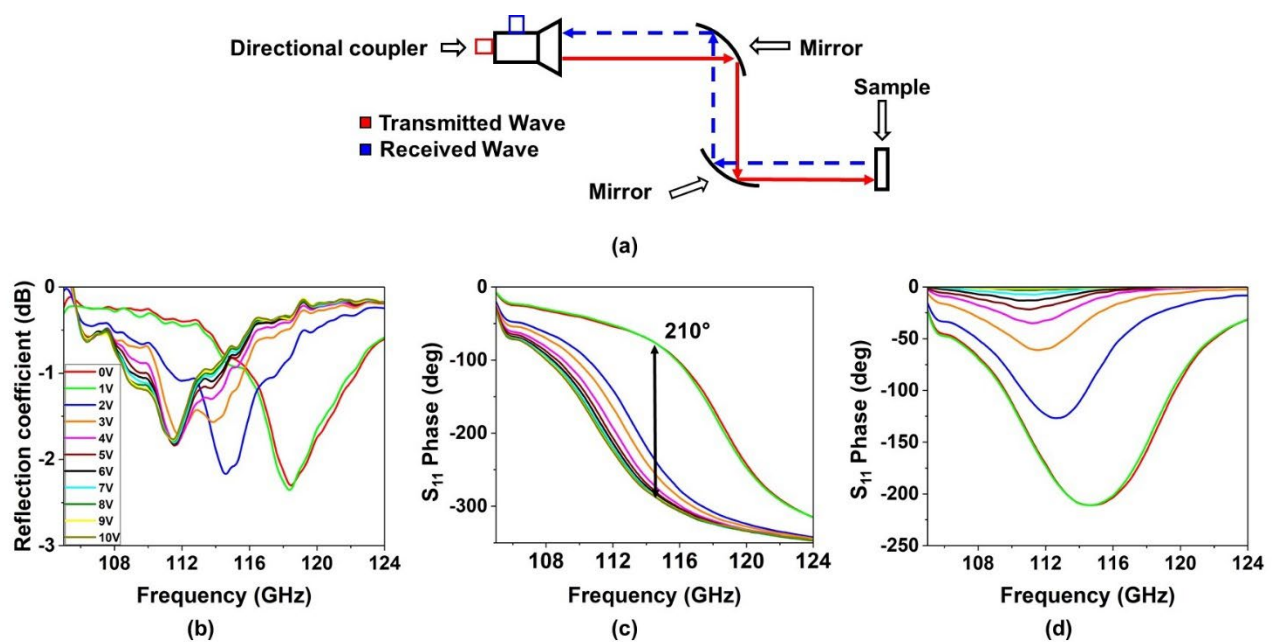 Directional coupler
Mirror
Sample
Transmitted Wave
Received Wave
Mirror
(a)
Reflection coefficient (dB)
0
-1
-2
-3
0V
1V
2V
3V
4V
5V
6V
7V
8V
9V
10V
108 112 116 120 124
Frequency (GHz)
(b)
S11 Phase (deg)
0
-100
-200
-300
210°
108 112 116 120 124
Frequency (GHz)
(c)
S11 Phase (deg)
0
-50
-100
-150
-200
-250
108 112 116 120 124
Frequency (GHz)
(d)